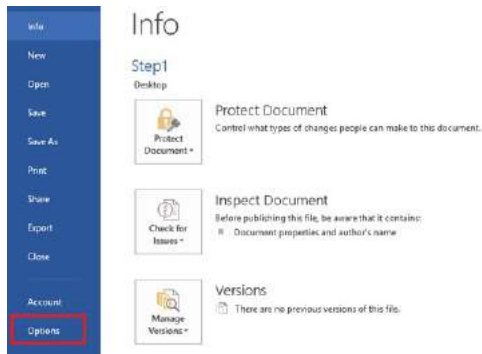 Info
New
Open
Save
Save As
Print
Share
Export
Close
Account
Options
Info
Step1
Desktop
Protect
Document
Protect Document
Control what types of changes people can make to this document.
Check for
Issues
Inspect Document
Before publishing this file, be aware that it contains:
Document properties and author's name
Manage
Versions
Versions
There are no previous versions of this file.